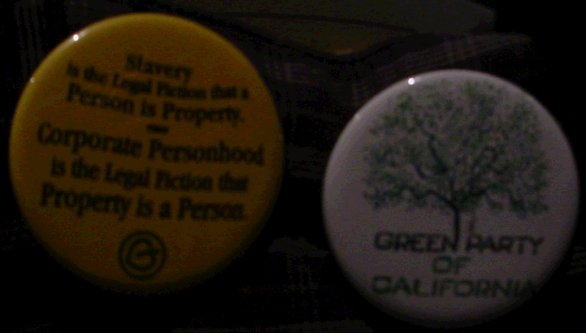 Slavery
is the Legal Fiction that a
Person is Property.
Corporate Personhood
is the Legal Fiction that
Property is a Person.
GREEN PARTY
OF
CALIFORNIA